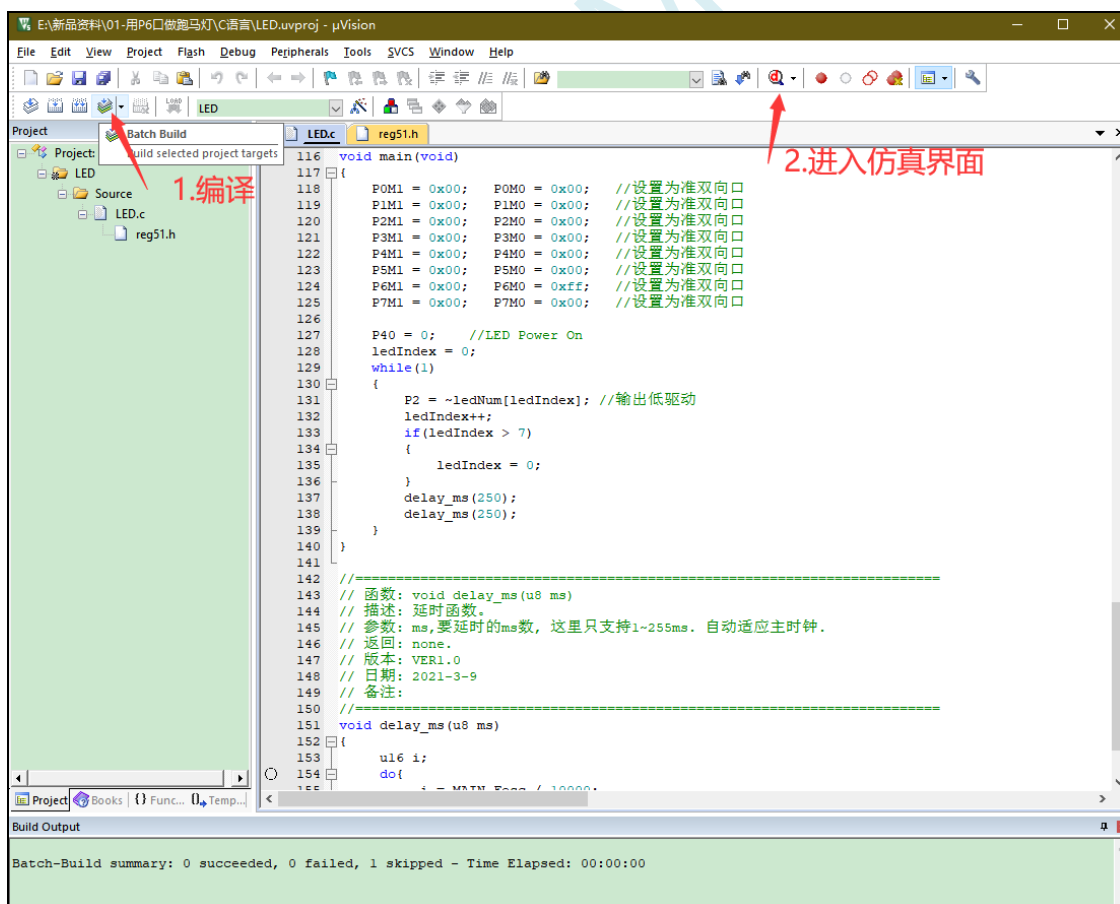 E:\新品资料\01-用P6口做跑马灯\C语言\LED.uvproj - µVision
File Edit View Project Flash Debug Peripherals Tools SVCS Window Help
LOAD
LED
Project
LED.c
reg51.h
Batch Build
Build selected project targets
Project:
LED
Source
LED.c
reg51.h
1.编译
2.进入仿真界面
116 void main(void)
117 {
118 P0M1 = 0x00; P0M0 = 0x00; //设置为准双向口
119 P1M1 = 0x00; P1M0 = 0x00; //设置为准双向口
120 P2M1 = 0x00; P2M0 = 0x00; //设置为准双向口
121 P3M1 = 0x00; P3M0 = 0x00; //设置为准双向口
122 P4M1 = 0x00; P4M0 = 0x00; //设置为准双向口
123 P5M1 = 0x00; P5M0 = 0x00; //设置为准双向口
124 P6M1 = 0x00; P6M0 = 0xff; //设置为准双向口
125 P7M1 = 0x00; P7M0 = 0x00; //设置为准双向口
126
127 P40 = 0; //LED Power On
128 ledIndex = 0;
129 while(1)
130 {
131 P2 = ~ledNum[ledIndex]; //输出低驱动
132 ledIndex++;
133 if(ledIndex > 7)
134 {
135 ledIndex = 0;
136 }
137 delay_ms(250);
138 delay_ms(250);
139 }
140 }
141
142 //========================================================================
143 // 函数: void delay_ms(u8 ms)
144 // 描述: 延时函数。
145 // 参数: ms,要延时的ms数, 这里只支持1~255ms. 自动适应主时钟.
146 // 返回: none.
147 // 版本: VER1.0
148 // 日期: 2021-3-9
149 // 备注:
150 //========================================================================
151 void delay_ms(u8 ms)
152 {
153 u16 i;
154 do{
155 i = MAIN_Fosc / 10000;
Project Books {} Func... Temp...
Build Output
Batch-Build summary: 0 succeeded, 0 failed, 1 skipped - Time Elapsed: 00:00:00